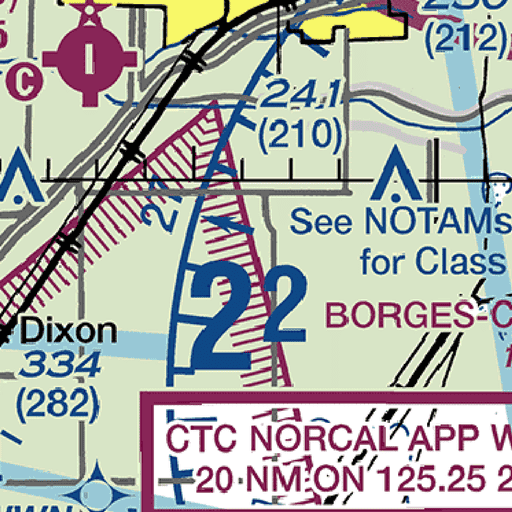 (212)
C
24.1
(210)
27
See NOTAMs
for Class
2²
BORGES-C
Dixon
334
(282)
CTC NORCAL APP W
20 NM ON 125.25 2